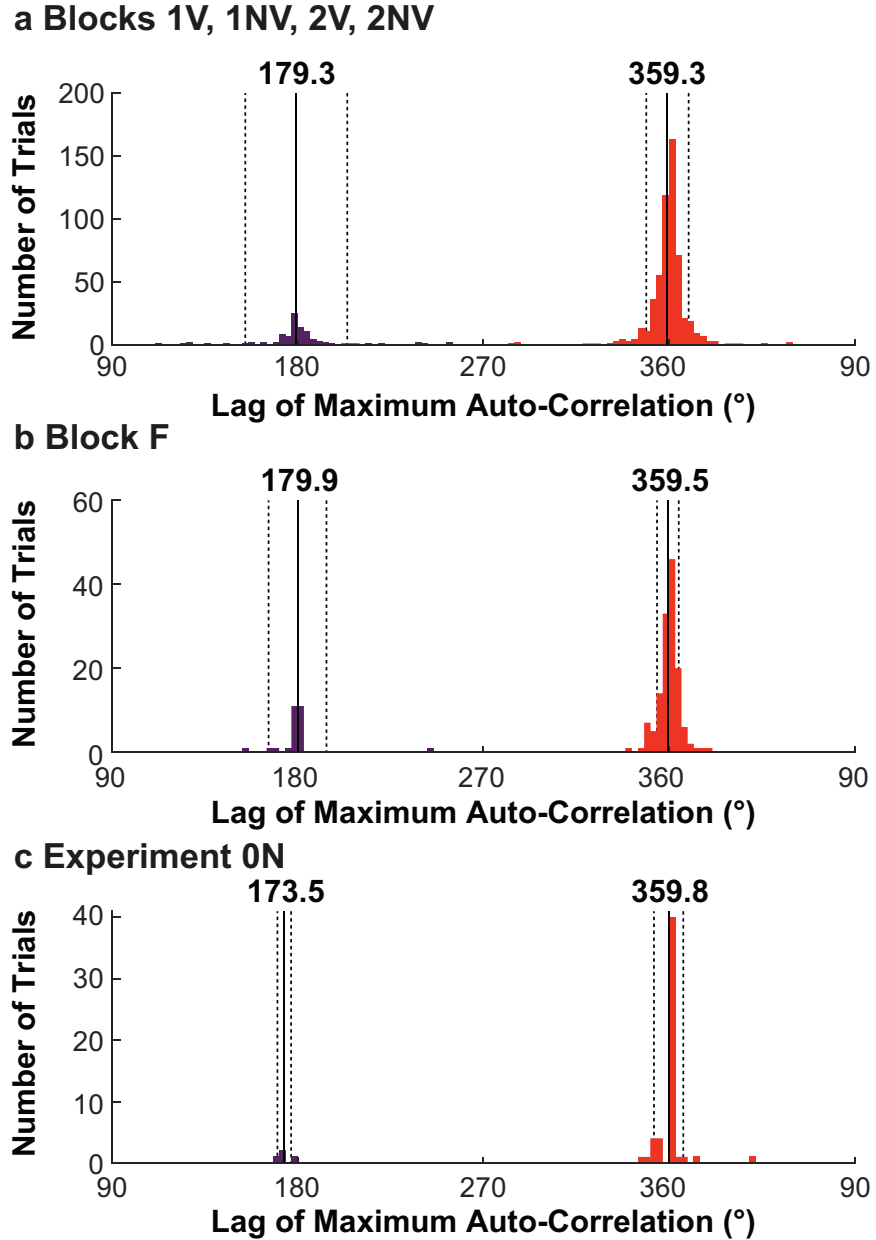 a Blocks 1V, 1NV, 2V, 2NV
179.3 359.3
Number of Trials
200
150
100
50
0
90 180 270 360 90
Lag of Maximum Auto-Correlation (°)
b Block F
179.9 359.5
Number of Trials
60
40
20
0
90 180 270 360 90
Lag of Maximum Auto-Correlation (°)
c Experiment 0N
173.5 359.8
Number of Trials
40
30
20
10
0
90 180 270 360 90
Lag of Maximum Auto-Correlation (°)